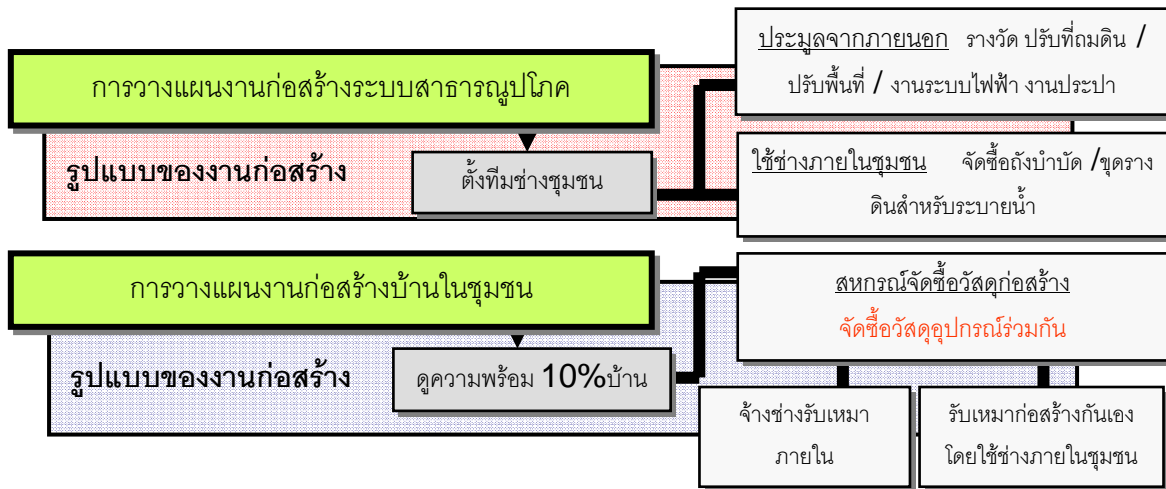 การวางแผนงานก่อสร้างระบบสาธารณูปโภค
รูปแบบของงานก่อสร้าง
ตั้งทีมช่างชุมชน
ประมูลจากภายนอก รางวัด ปรับที่ถมดิน /
ปรับพื้นที่ / งานระบบไฟฟ้า งานประปา
ใช้ช่างภายในชุมชน จัดซื้อถังบำบัด /ขุดราง
ดินสำหรับระบายน้ำ
การวางแผนงานก่อสร้างบ้านในชุมชน
รูปแบบของงานก่อสร้าง
ดูความพร้อม 10%บ้าน
สหกรณ์จัดซื้อวัสดุก่อสร้าง
จัดซื้อวัสดุอุปกรณ์ร่วมกัน
จ้างช่างรับเหมา
ภายใน
รับเหมาก่อสร้างกันเอง
โดยใช้ช่างภายในชุมชน